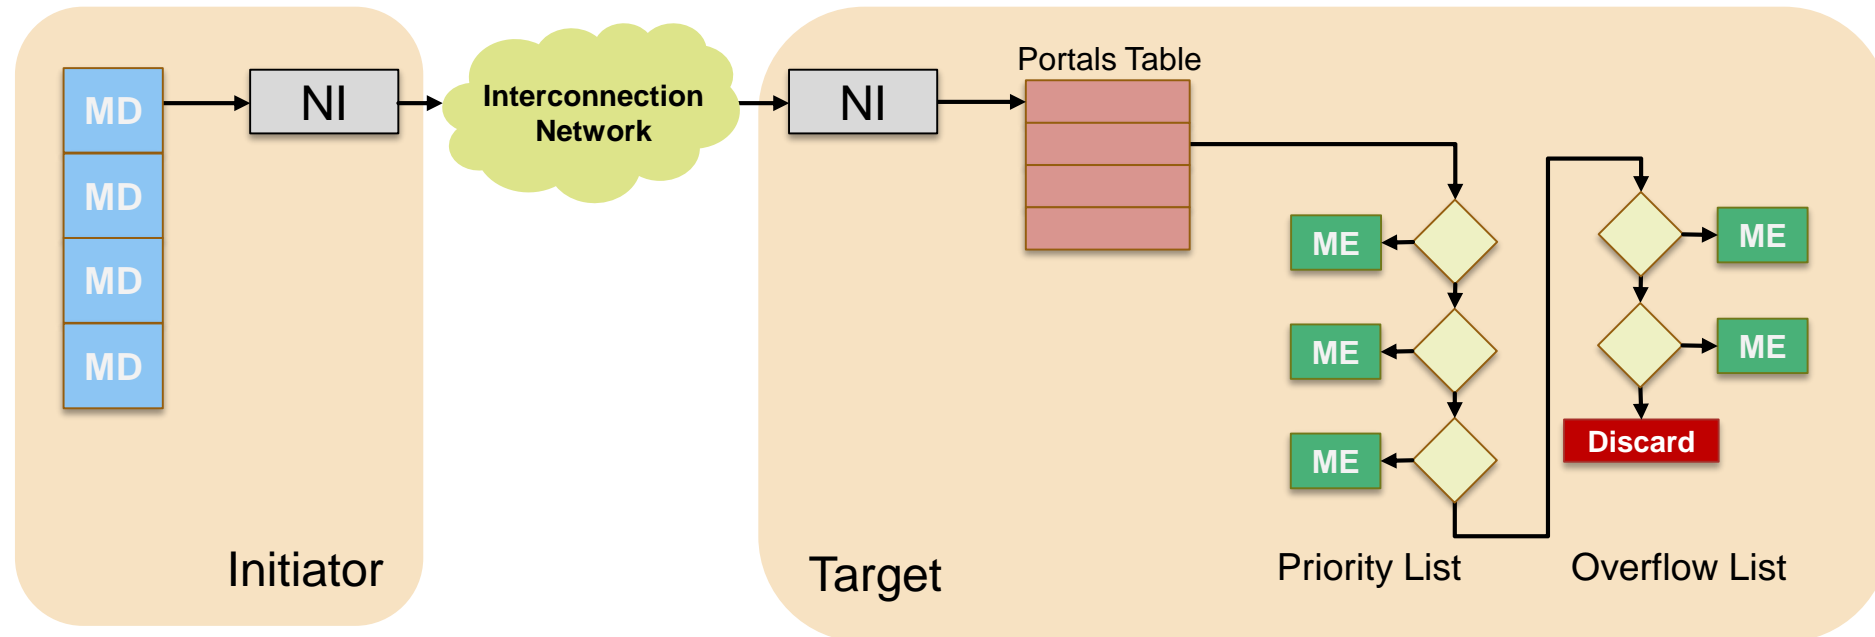 MD
MD
MD
MD
NI
Initiator
Interconnection
Network
NI
Portals Table
Target
ME
ME
ME
Priority List
ME
ME
Discard
Overflow List